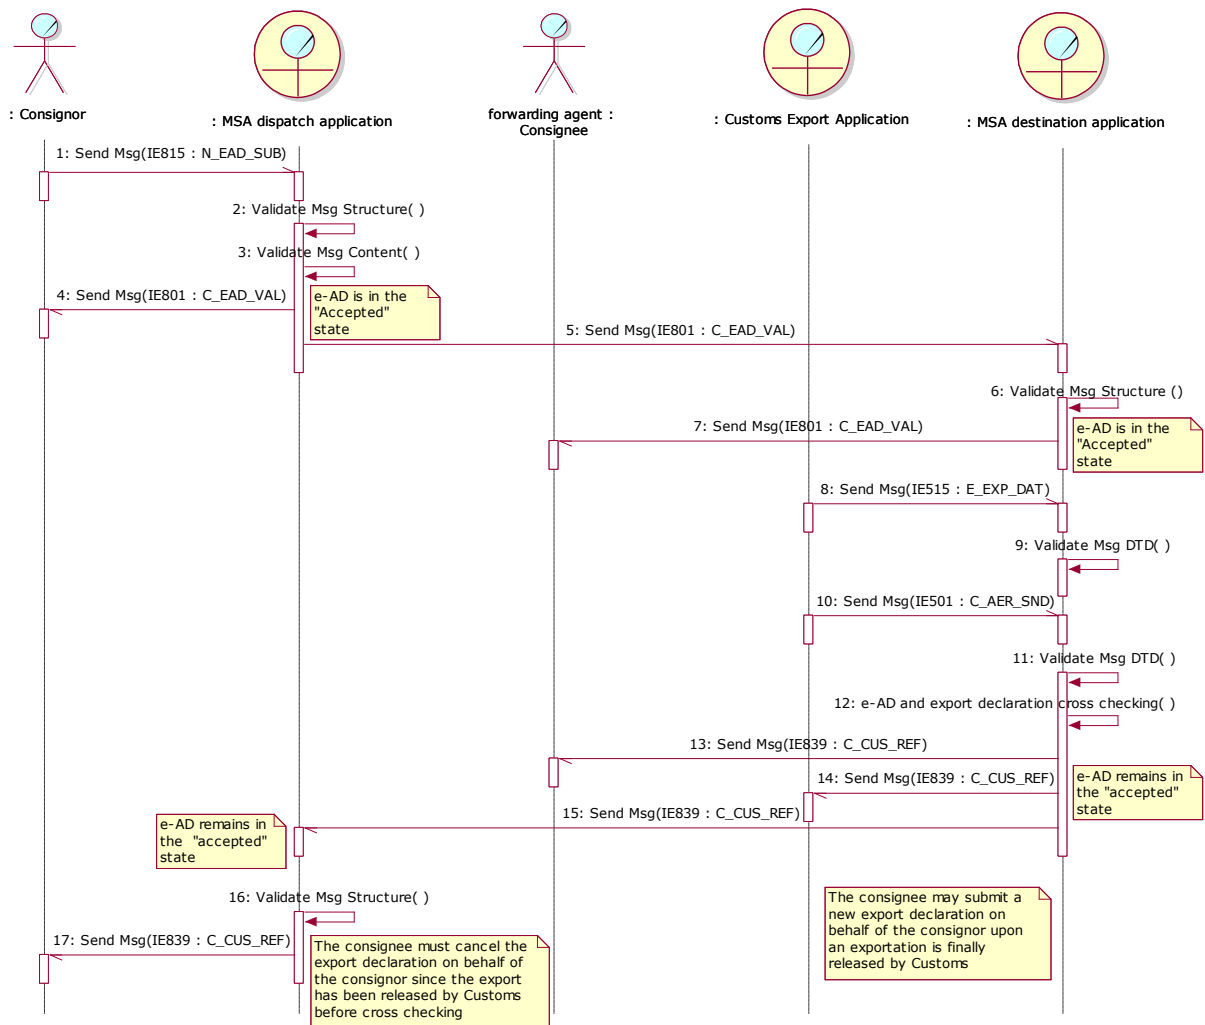 : Consignor
: MSA dispatch application
forwarding agent :
Consignee
: Customs Export Application
: MSA destination application
1: Send Msg(IE815 : N_EAD_SUB)
2: Validate Msg Structure( )
3: Validate Msg Content( )
4: Send Msg(IE801 : C_EAD_VAL)
e-AD is in the
"Accepted"
state
5: Send Msg(IE801 : C_EAD_VAL)
6: Validate Msg Structure ()
7: Send Msg(IE801 : C_EAD_VAL)
e-AD is in the
"Accepted"
state
8: Send Msg(IE515 : E_EXP_DAT)
9: Validate Msg DTD( )
10: Send Msg(IE501 : C_AER_SND)
11: Validate Msg DTD( )
12: e-AD and export declaration cross checking( )
13: Send Msg(IE839 : C_CUS_REF)
14: Send Msg(IE839 : C_CUS_REF)
e-AD remains in
the "accepted"
state
15: Send Msg(IE839 : C_CUS_REF)
e-AD remains in
the "accepted"
state
16: Validate Msg Structure( )
17: Send Msg(IE839 : C_CUS_REF)
The consignee must cancel the
export declaration on behalf of
the consignor since the export
has been released by Customs
before cross checking
The consignee may submit a
new export declaration on
behalf of the consignor upon
an exportation is finally
released by Customs